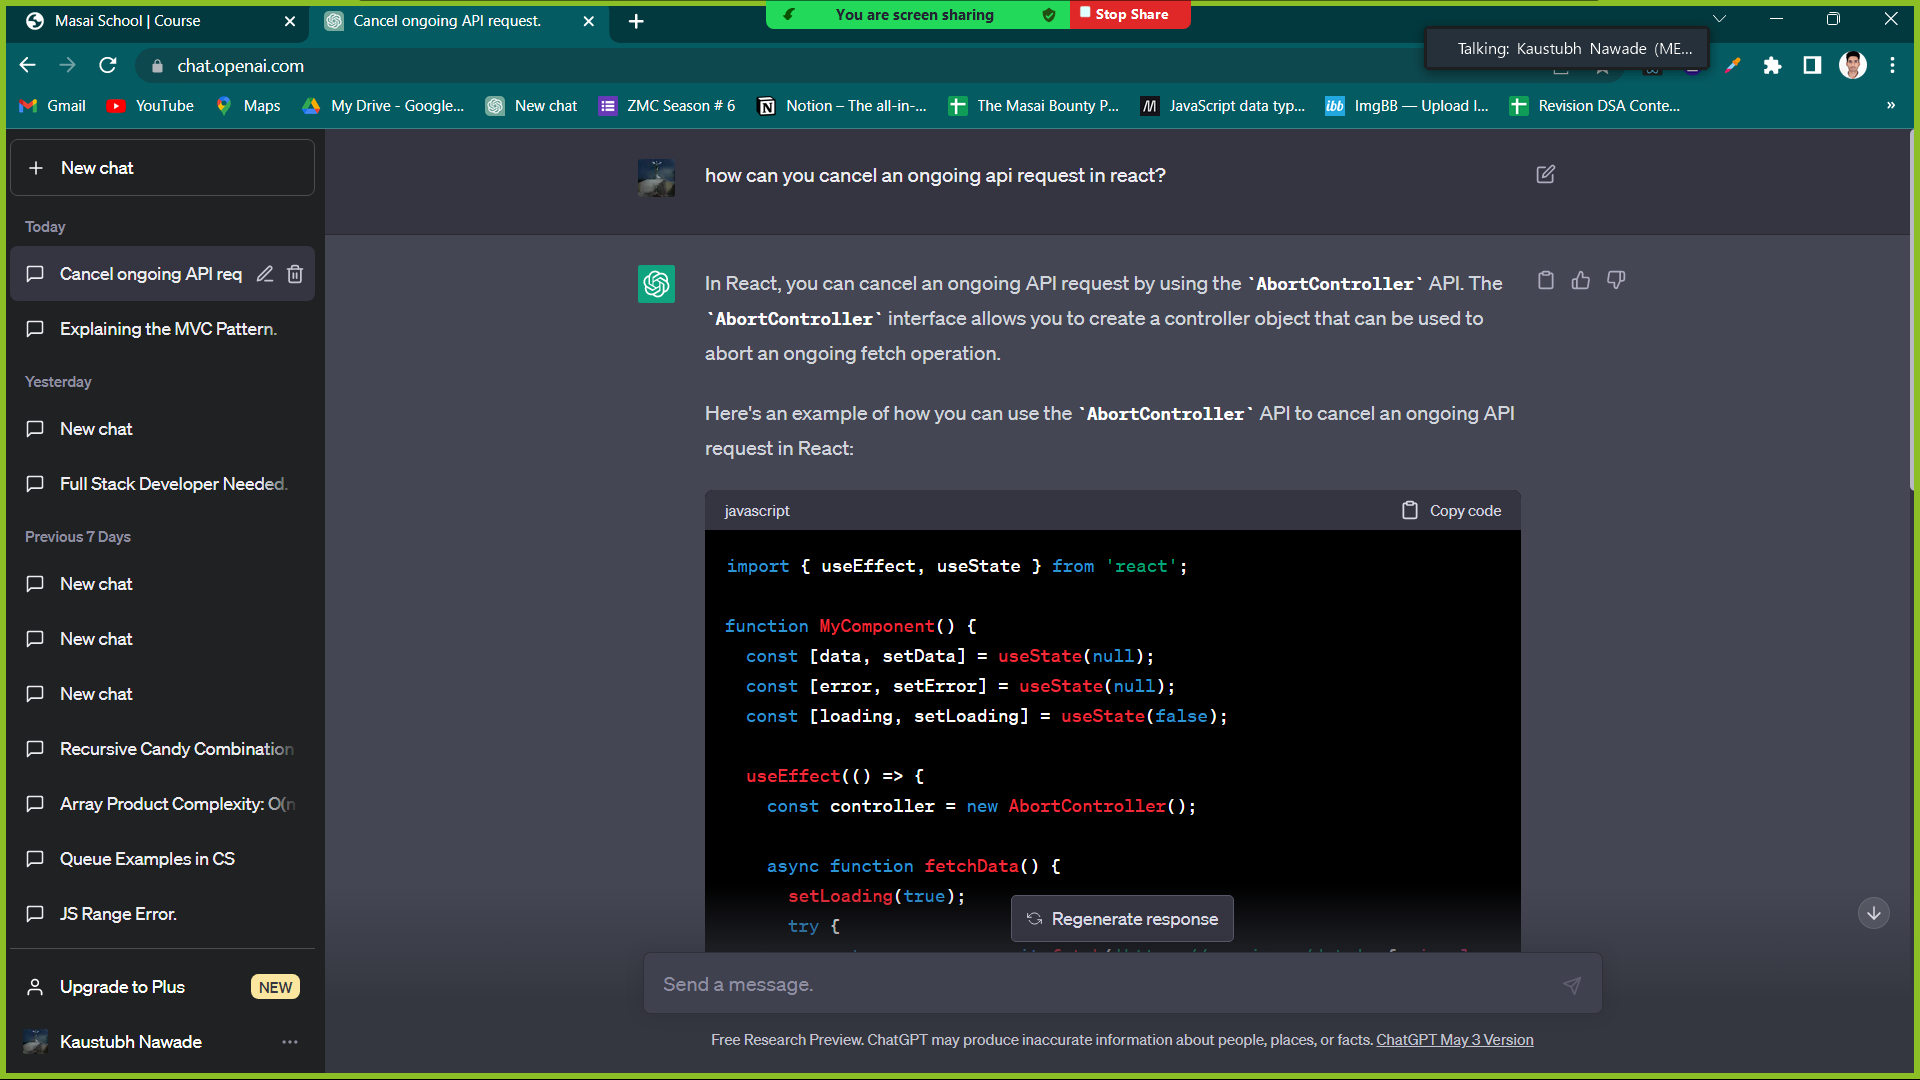 Masai School | Course
Cancel ongoing API request.
You are screen sharing
Stop Share
Talking: Kaustubh Nawade (ME...
chat.openai.com
Gmail
YouTube
Maps
My Drive - Google...
New chat
ZMC Season # 6
Notion – The all-in-...
The Masai Bounty P...
JavaScript data typ...
ibb
ImgBB — Upload I...
Revision DSA Conte...
»
New chat
Today
Cancel ongoing API req
Explaining the MVC Pattern.
Yesterday
New chat
Full Stack Developer Needed.
Previous 7 Days
New chat
New chat
New chat
Recursive Candy Combination
Array Product Complexity: O(n
Queue Examples in CS
JS Range Error.
Upgrade to Plus
NEW
Kaustubh Nawade
how can you cancel an ongoing api request in react?
In React, you can cancel an ongoing API request by using the `AbortController` API. The
`AbortController` interface allows you to create a controller object that can be used to
abort an ongoing fetch operation.
Here's an example of how you can use the `AbortController` API to cancel an ongoing API
request in React:
javascript
Copy code
import { useEffect, useState } from 'react';
function MyComponent() {
const [data, setData] = useState(null);
const [error, setError] = useState(null);
const [loading, setLoading] = useState(false);
useEffect(() => {
const controller = new AbortController();
async function fetchData() {
setLoading(true);
try {
Regenerate response
Send a message.
Free Research Preview. ChatGPT may produce inaccurate information about people, places, or facts. ChatGPT May 3 Version